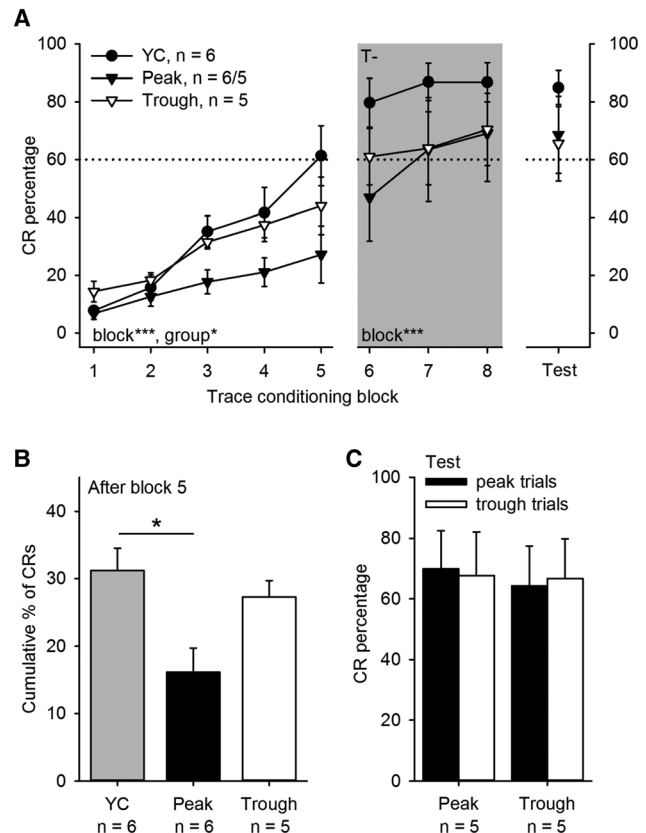 A
YC, n = 6
Peak, n = 6/5
Trough, n = 5
T-
100
80
60
40
20
0
CR percentage
100
80
60
40
20
0
block***, group*
block***
1 2 3 4 5 6 7 8 Test
Trace conditioning block
B
After block 5
*
40
30
20
10
0
Cumulative % of CRs
YC Peak Trough
n = 6 n = 6 n = 5
C
Test
peak trials
trough trials
100
80
60
40
20
0
CR percentage
Peak Trough
n = 5 n = 5